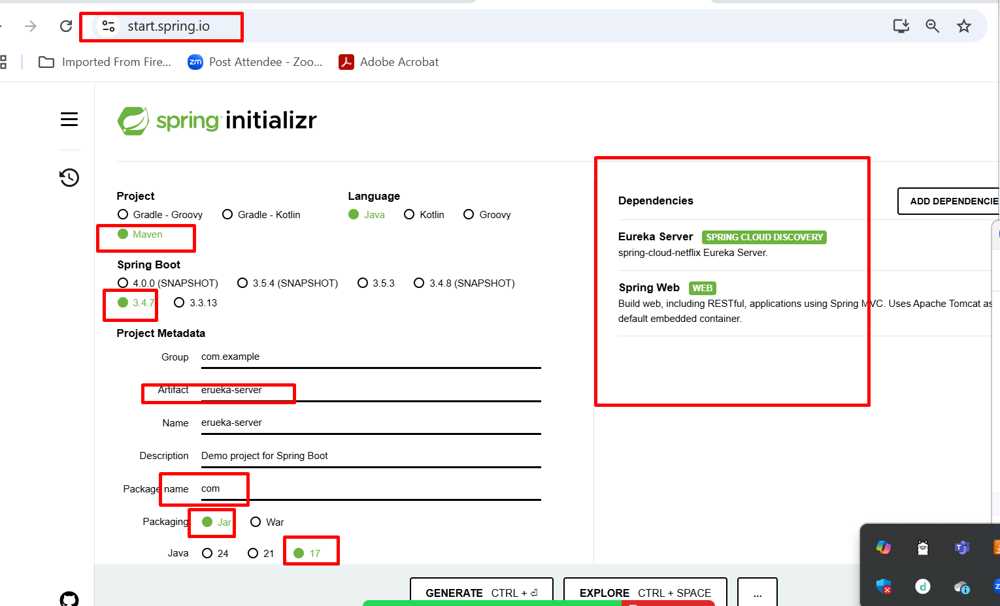 start.spring.io
Imported From Fire...
zm Post Attendee - Zoo...
Adobe Acrobat
spring initializr
Project
Gradle - Groovy
Gradle - Kotlin
Maven
Language
Java
Kotlin
Groovy
Spring Boot
4.0.0 (SNAPSHOT)
3.5.4 (SNAPSHOT)
3.5.3
3.4.8 (SNAPSHOT)
3.4.7
3.3.13
Project Metadata
Group com.example
Artifact erueka-server
Name erueka-server
Description Demo project for Spring Boot
Package name com
Packaging Jar War
Java 24 21 17
Dependencies
ADD DEPENDENCIE
Eureka Server SPRING CLOUD DISCOVERY
spring-cloud-netflix Eureka Server.
Spring Web WEB
Build web, including RESTful, applications using Spring MVC. Uses Apache Tomcat as
default embedded container.
GENERATE CTRL + ⏎
EXPLORE CTRL + SPACE
...